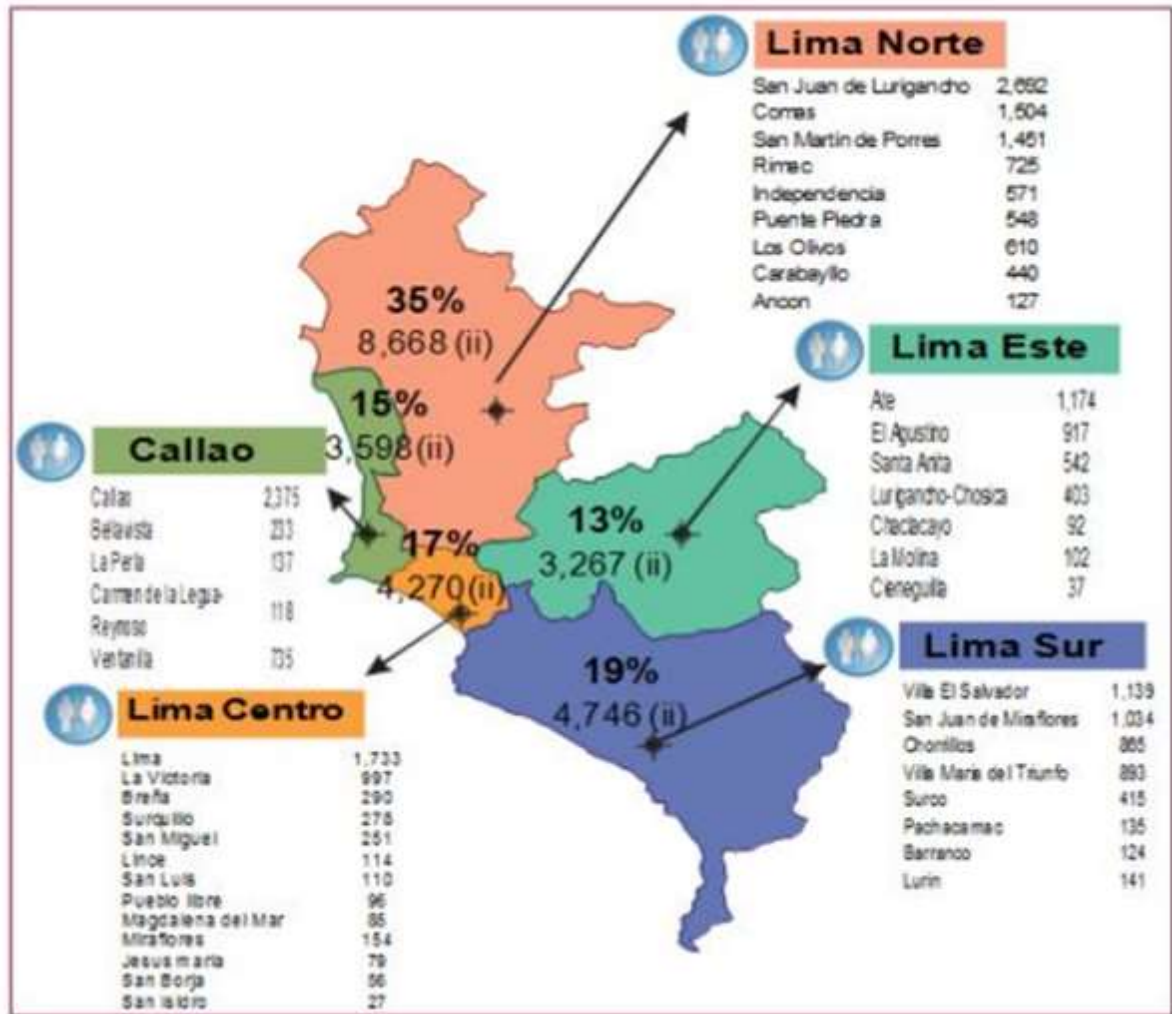 Lima Norte
San Juan de Lurigancho 2,692
Comas 1,504
San Martin de Porres 1,451
Rimac 725
Independencia 571
Puente Piedra 548
Los Olivos 610
Carabayllo 440
Ancon 127
35%
8,668 (ii)
Lima Este
Ate 1,174
El Agustino 917
Santa Anita 542
Lurigancho-Chosica 403
Chaclacayo 92
La Molina 102
Cieneguilla 37
15%
3,598 (ii)
Callao
Callao 2,375
Bellavista 233
La Perla 137
Carmen de la Legua-
Reynoso 118
Ventanilla 735
13%
3,267 (ii)
17%
4,270 (ii)
Lima Sur
Villa El Salvador 1,139
San Juan de Miraflores 1,034
Chorrillos 865
Villa Maria del Triunfo 893
Surco 415
Pachacamac 135
Barranco 124
Lurin 141
19%
4,746 (ii)
Lima Centro
Lima 1,733
La Victoria 997
Breña 290
Surquillo 278
San Miguel 251
Lince 114
San Luis 110
Pueblo libre 96
Magdalena del Mar 85
Miraflores 154
Jesus maria 79
San Borja 56
San Isidro 27